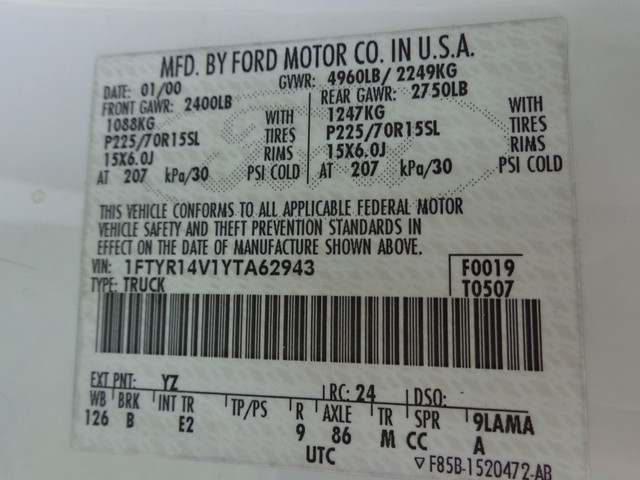 MFD. BY FORD MOTOR CO. IN U.S.A.
DATE: 01/00 GVWR: 4960LB/ 2249KG
FRONT GAWR: 2400LB REAR GAWR: 2750LB
1088KG WITH 1247KG WITH
P225/70R15SL TIRES P225/70R15SL TIRES
15X6.0J RIMS 15X6.0J RIMS
AT 207 kPa/30 PSI COLD AT 207 kPa/30 PSI COLD
THIS VEHICLE CONFORMS TO ALL APPLICABLE FEDERAL MOTOR
VEHICLE SAFETY AND THEFT PREVENTION STANDARDS IN
EFFECT ON THE DATE OF MANUFACTURE SHOWN ABOVE.
VIN: 1FTYR14V1YTA62943 F0019
TYPE: TRUCK T0507
EXT PNT: YZ RC: 24 DSO:
WB BRK INT TR TP/PS R AXLE TR SPR 9LAMA
126 B E2 9 86 M CC A
UTC ▽F85B-1520472-AB